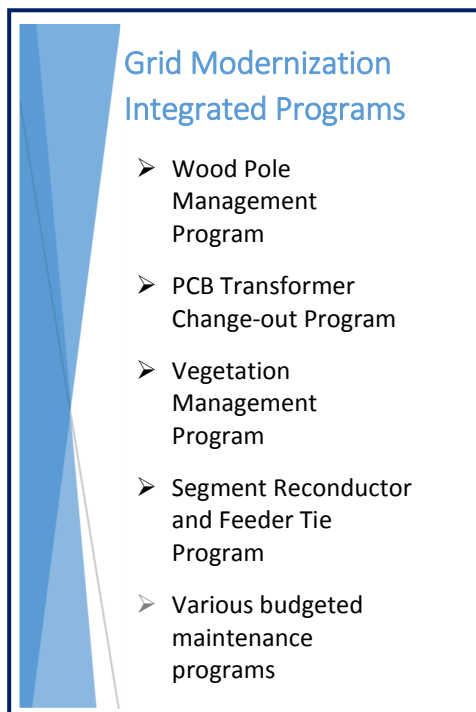 Grid Modernization
Integrated Programs
➢ Wood Pole
Management
Program
➢ PCB Transformer
Change-out Program
➢ Vegetation
Management
Program
➢ Segment Reconductor
and Feeder Tie
Program
➢ Various budgeted
maintenance
programs